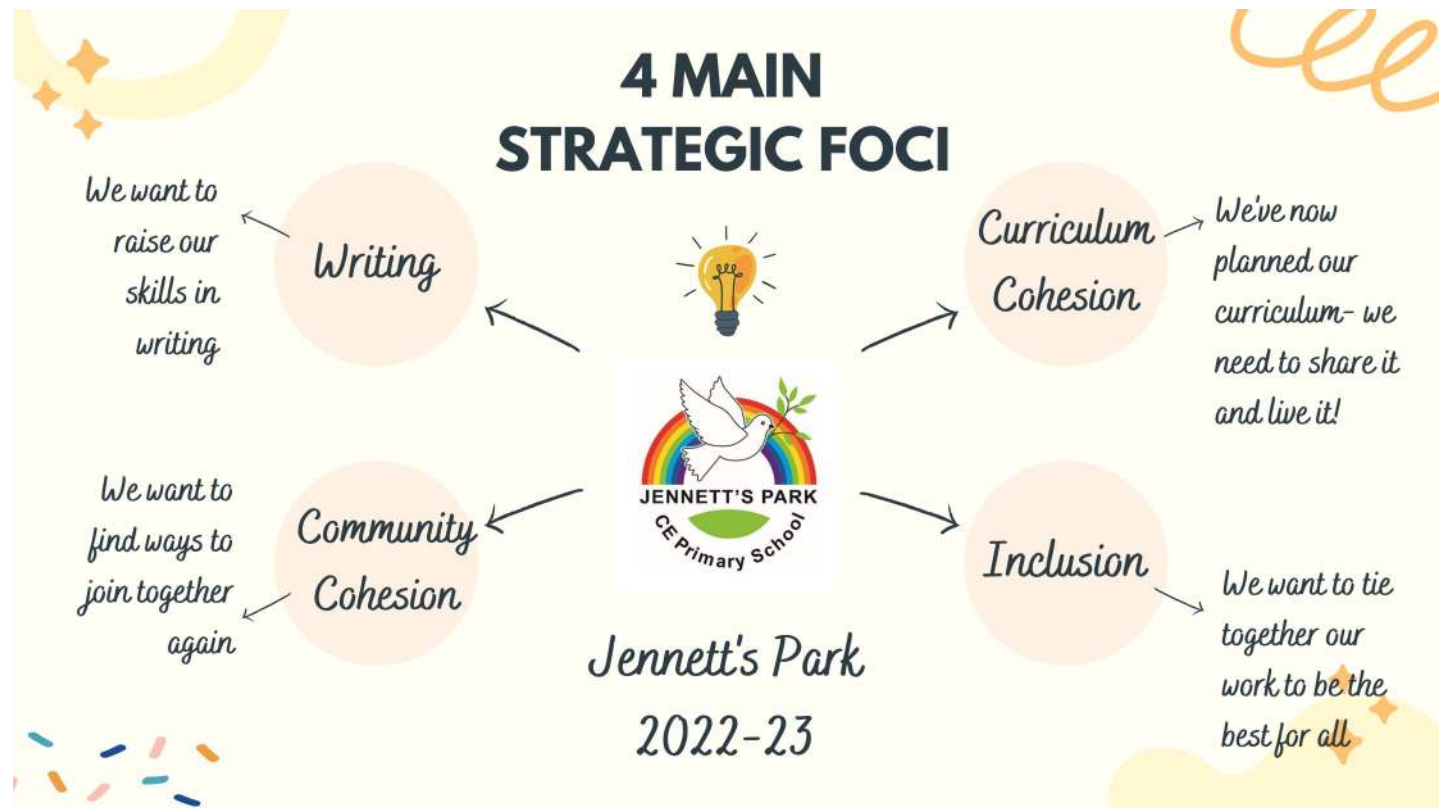 4 MAIN
STRATEGIC FOCI
We want to
raise our
skills in
writing
Writing
Curriculum
Cohesion
We've now
planned our
curriculum- we
need to share it
and live it!
JENNETT'S PARK
CE Primary School
We want to
find ways to
join together
again
Community
Cohesion
Inclusion
We want to tie
together our
work to be the
best for all
Jennett's Park
2022-23